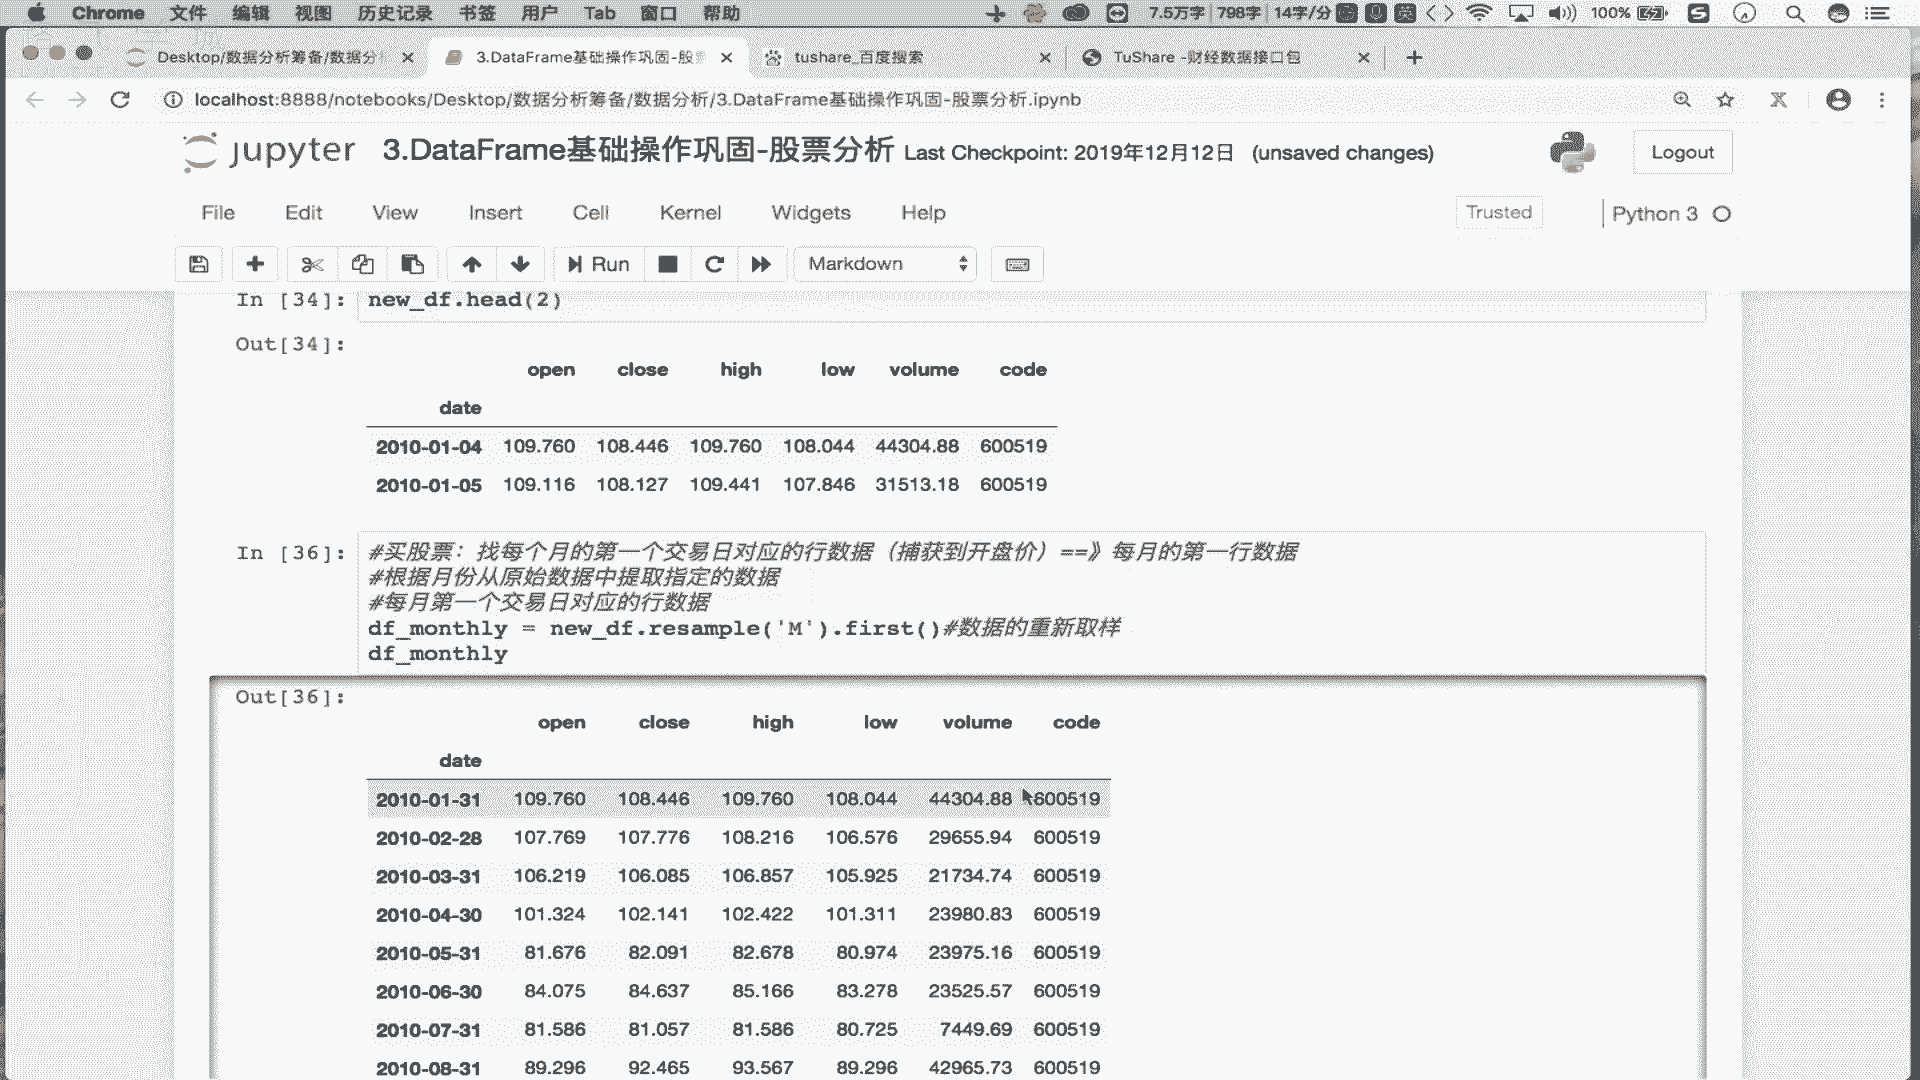 Chrome 文件 编辑 视图 历史记录 书签 用户 Tab 窗口 帮助 7.5万字 798字 14字/分 英 100%
Desktop/数据分析筹备/数据分析 3.DataFrame基础操作巩固-股票 tushare_百度搜索 TuShare -财经数据接口包
localhost:8888/notebooks/Desktop/数据分析筹备/数据分析/3.DataFrame基础操作巩固-股票分析.ipynb
jupyter 3.DataFrame基础操作巩固-股票分析 Last Checkpoint: 2019年12月12日 (unsaved changes) Logout
File Edit View Insert Cell Kernel Widgets Help Trusted Python 3
Run Markdown
In [34]: new_df.head(2)
Out[34]:
open close high low volume code
date
2010-01-04 109.760 108.446 109.760 108.044 44304.88 600519
2010-01-05 109.116 108.127 109.441 107.846 31513.18 600519
In [36]: #买股票：找每个月的第一个交易日对应的行数据（捕获到开盘价）==》每月的第一行数据
#根据月份从原始数据中提取指定的数据
#每月第一个交易日对应的行数据
df_monthly = new_df.resample('M').first()#数据的重新取样
df_monthly
Out[36]:
open close high low volume code
date
2010-01-31 109.760 108.446 109.760 108.044 44304.88 600519
2010-02-28 107.769 107.776 108.216 106.576 29655.94 600519
2010-03-31 106.219 106.085 106.857 105.925 21734.74 600519
2010-04-30 101.324 102.141 102.422 101.311 23980.83 600519
2010-05-31 81.676 82.091 82.678 80.974 23975.16 600519
2010-06-30 84.075 84.637 85.166 83.278 23525.57 600519
2010-07-31 81.586 81.057 81.586 80.725 7449.69 600519
2010-08-31 89.296 92.465 93.567 89.296 42965.73 600519